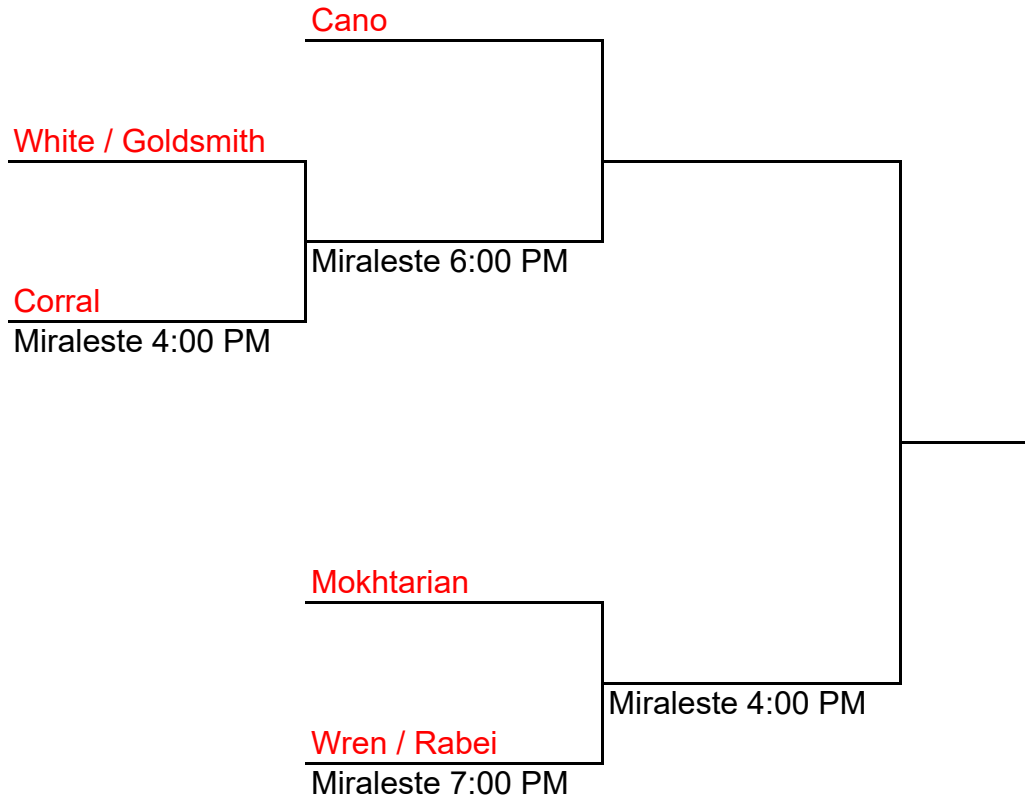 Cano
White / Goldsmith
Miraleste 6:00 PM
Corral
Miraleste 4:00 PM
Mokhtarian
Miraleste 4:00 PM
Wren / Rabei
Miraleste 7:00 PM